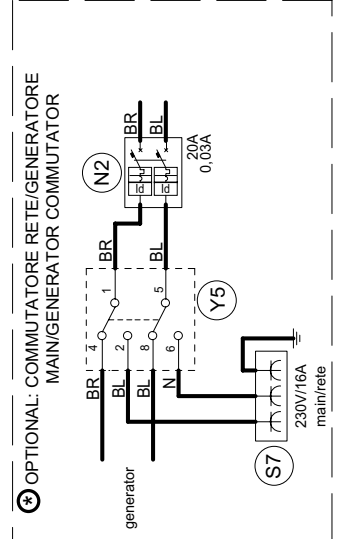 * OPTIONAL: COMMUTATORE RETE/GENERATORE
MAIN/GENERATOR COMMUTATOR
BR
BL
N2
Id
Id
20A
0,03A
BR
BL
1
5
Y5
4
2
8
6
BR
BL
BL
N
generator
S7
230V/16A
main/rete